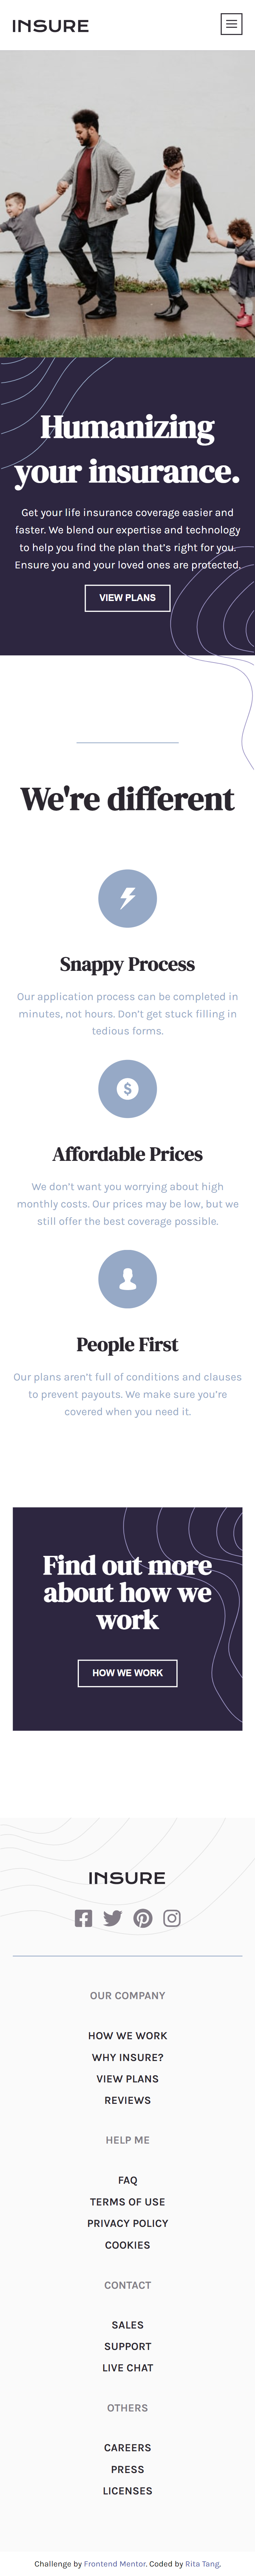 INSURE
Humanizing
your insurance.
Get your life insurance coverage easier and
faster. We blend our expertise and technology
to help you find the plan that's right for you.
Ensure you and your loved ones are protected.
VIEW PLANS
We're different
Snappy Process
Our application process can be completed in
minutes, not hours. Don't get stuck filling in
tedious forms.
Affordable Prices
We don't want you worrying about high
monthly costs. Our prices may be low, but we
still offer the best coverage possible.
People First
Our plans aren't full of conditions and clauses
to prevent payouts. We make sure you're
covered when you need it.
Find out more
about how we
work
HOW WE WORK
INSURE
OUR COMPANY
HOW WE WORK
WHY INSURE?
VIEW PLANS
REVIEWS
HELP ME
FAQ
TERMS OF USE
PRIVACY POLICY
COOKIES
CONTACT
SALES
SUPPORT
LIVE CHAT
OTHERS
CAREERS
PRESS
LICENSES
Challenge by Frontend Mentor. Coded by Rita Tang.